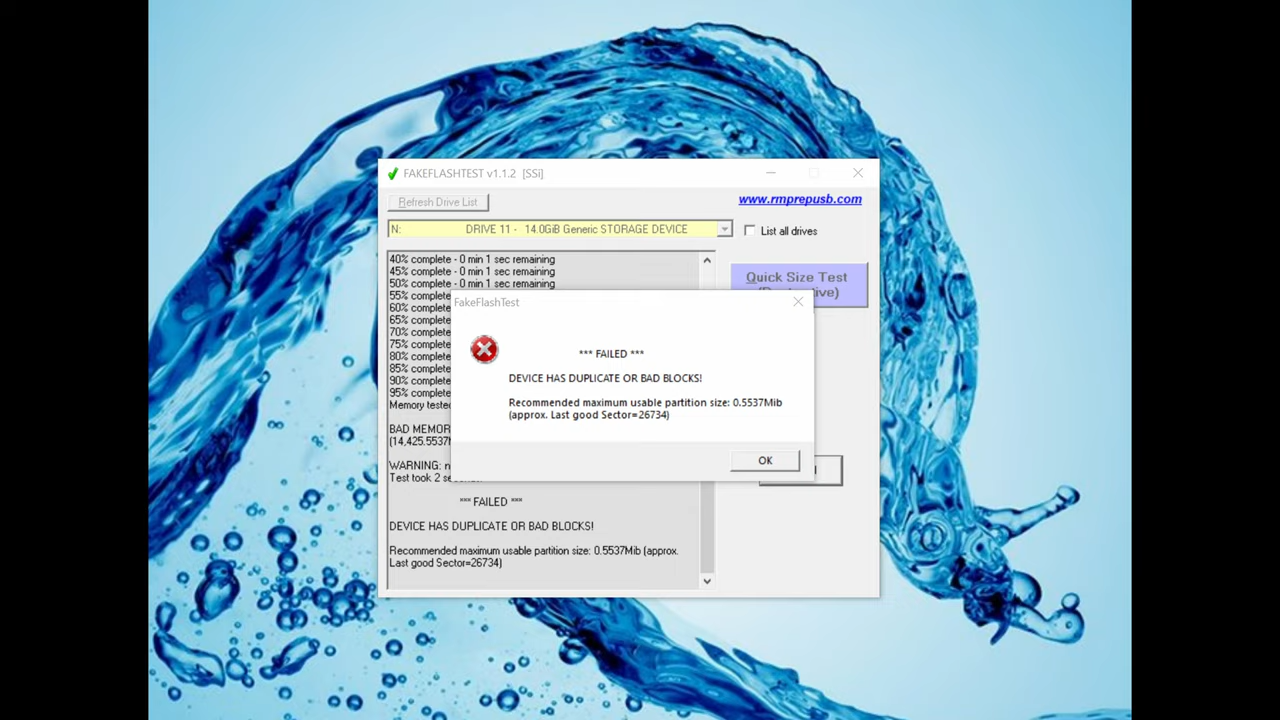 FAKEFLASHTEST v1.1.2 [SSi]
Refresh Drive List
www.rmprepusb.com
N: DRIVE 11 - 14.0GiB Generic STORAGE DEVICE
List all drives
40% complete - 0 min 1 sec remaining
45% complete - 0 min 1 sec remaining
50% complete - 0 min 1 sec remaining
55% complete
60% complete
65% complete
70% complete
75% complete
80% complete
85% complete
90% complete
95% complete
Memory tested
BAD MEMOR
(14,425.5537
WARNING:
Test took 2
*** FAILED ***
DEVICE HAS DUPLICATE OR BAD BLOCKS!
Recommended maximum usable partition size: 0.5537Mib (approx.
Last good Sector=26734)
Quick Size Test
FakeFlashTest
*** FAILED ***
DEVICE HAS DUPLICATE OR BAD BLOCKS!
Recommended maximum usable partition size: 0.5537Mib
(approx. Last good Sector=26734)
OK